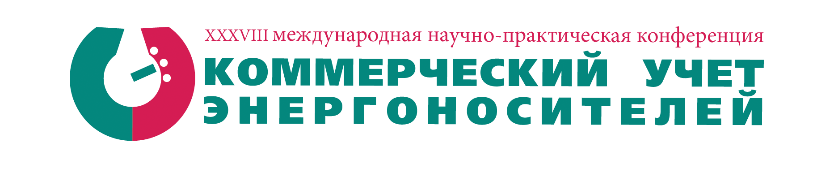 XXXVIII международная научно-практическая конференция
КОММЕРЧЕСКИЙ УЧЕТ
ЭНЕРГОНОСИТЕЛЕЙ